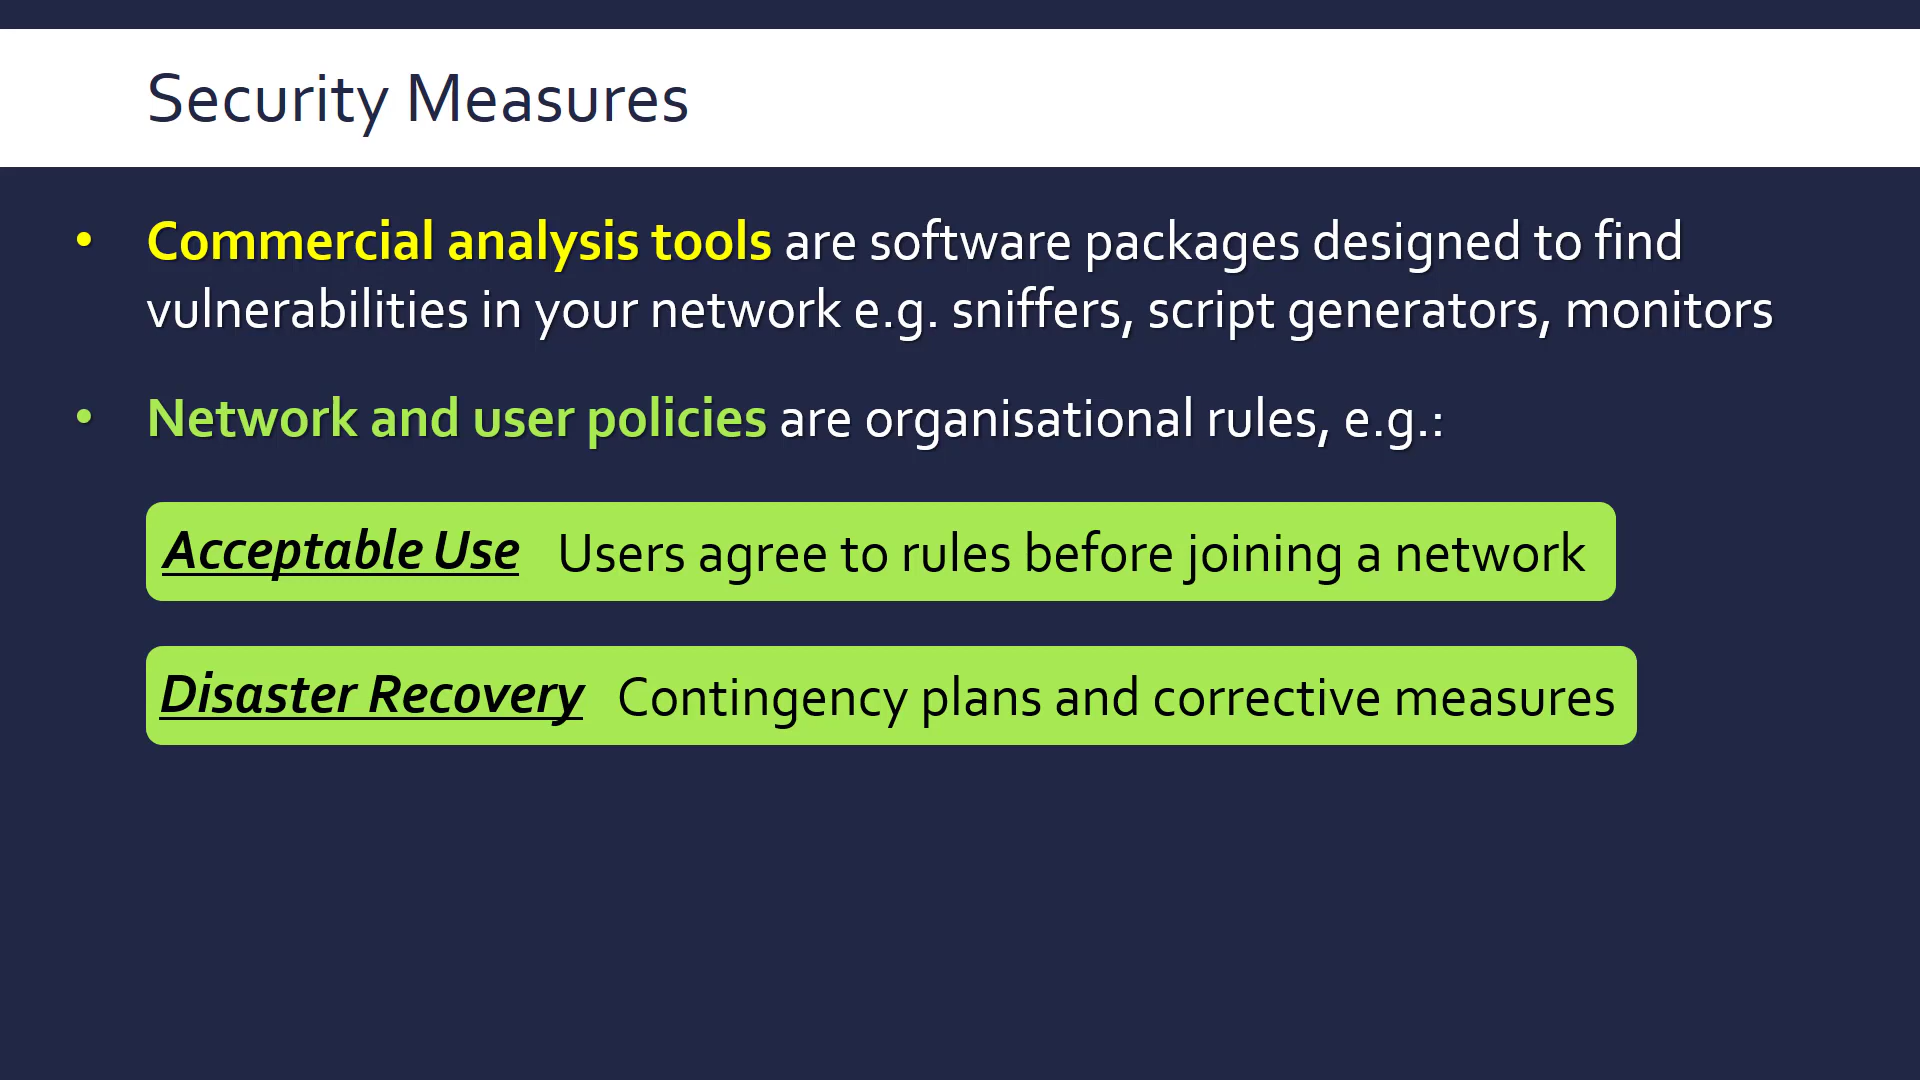 Security Measures
• Commercial analysis tools are software packages designed to find
vulnerabilities in your network e.g. sniffers, script generators, monitors
• Network and user policies are organisational rules, e.g.:
Acceptable Use Users agree to rules before joining a network
Disaster Recovery Contingency plans and corrective measures